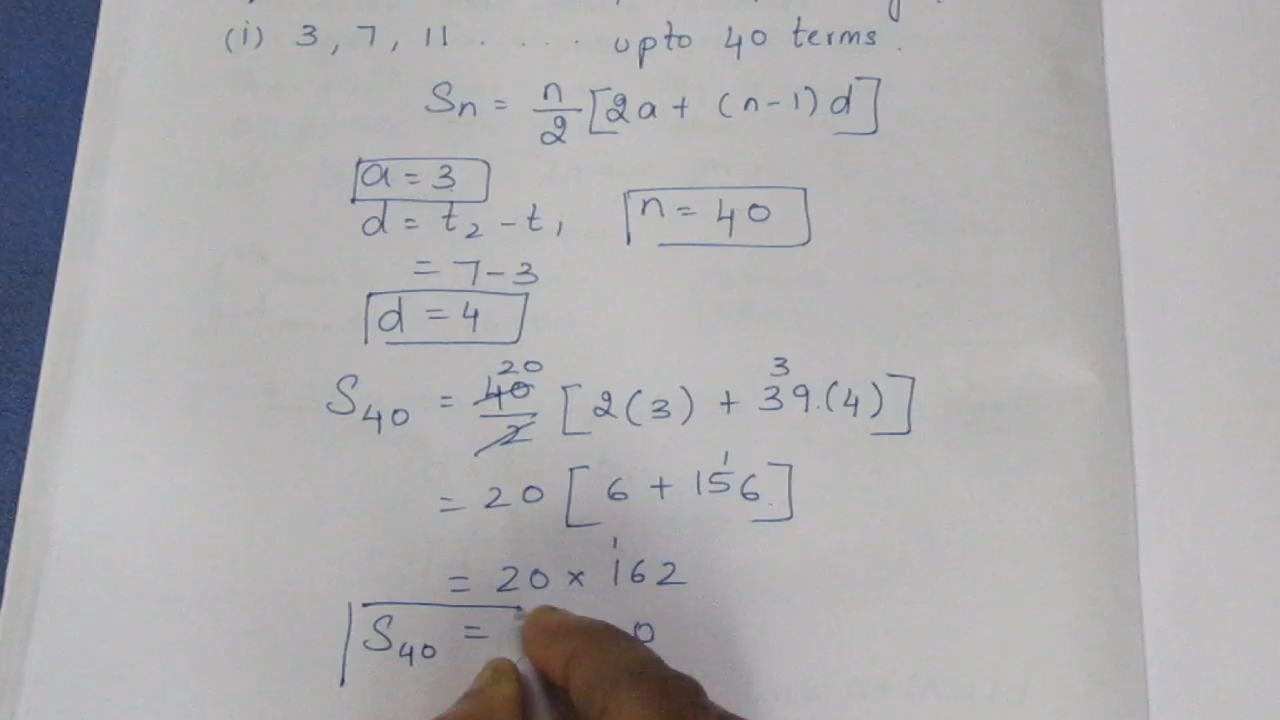 (i) 3, 7, 11 . . . . . upto 40 terms.
Sn = n/2 [2a + (n-1)d]
a = 3
d = t2 - t1 n = 40
= 7-3
d = 4
20 3
S40 = 40/2 [2(3) + 39.(4)]
1
= 20 [6 + 156]
1
= 20 × 162
S40 = 0